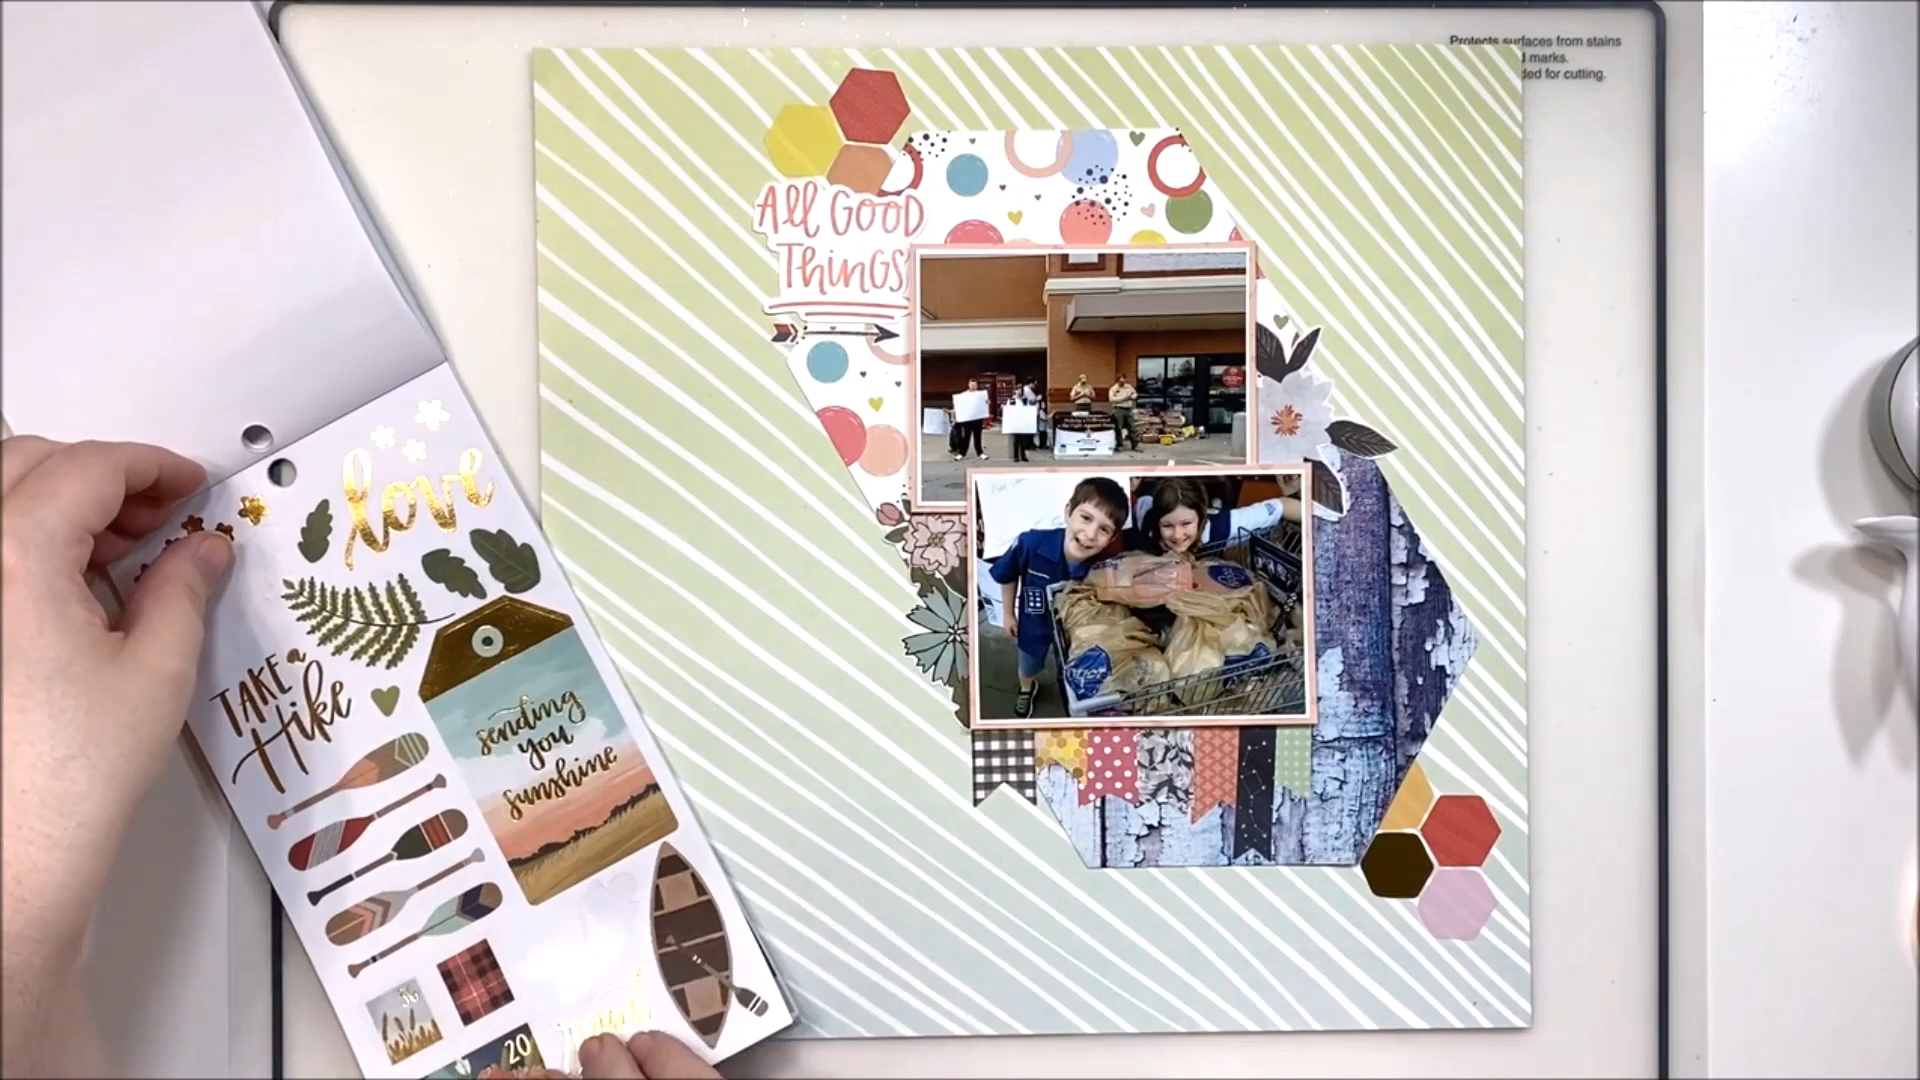 Protects surfaces from stains
marks.
ded for cutting.
All GOOD
ThinGS
love
TAKE a
Hike
sending
you
sunshine
20